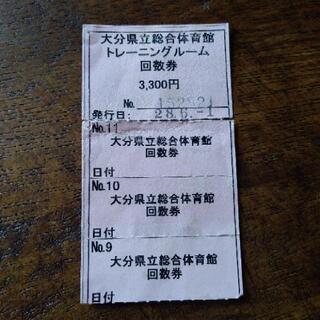 大分県立総合体育館
トレーニングルーム
回数券
3,300円
No.
発行日: 28.6.-1
No.11
大分県立総合体育館
回数券
日付
No.10
大分県立総合体育館
回数券
日付
No.9
大分県立総合体育館
回数券
日付